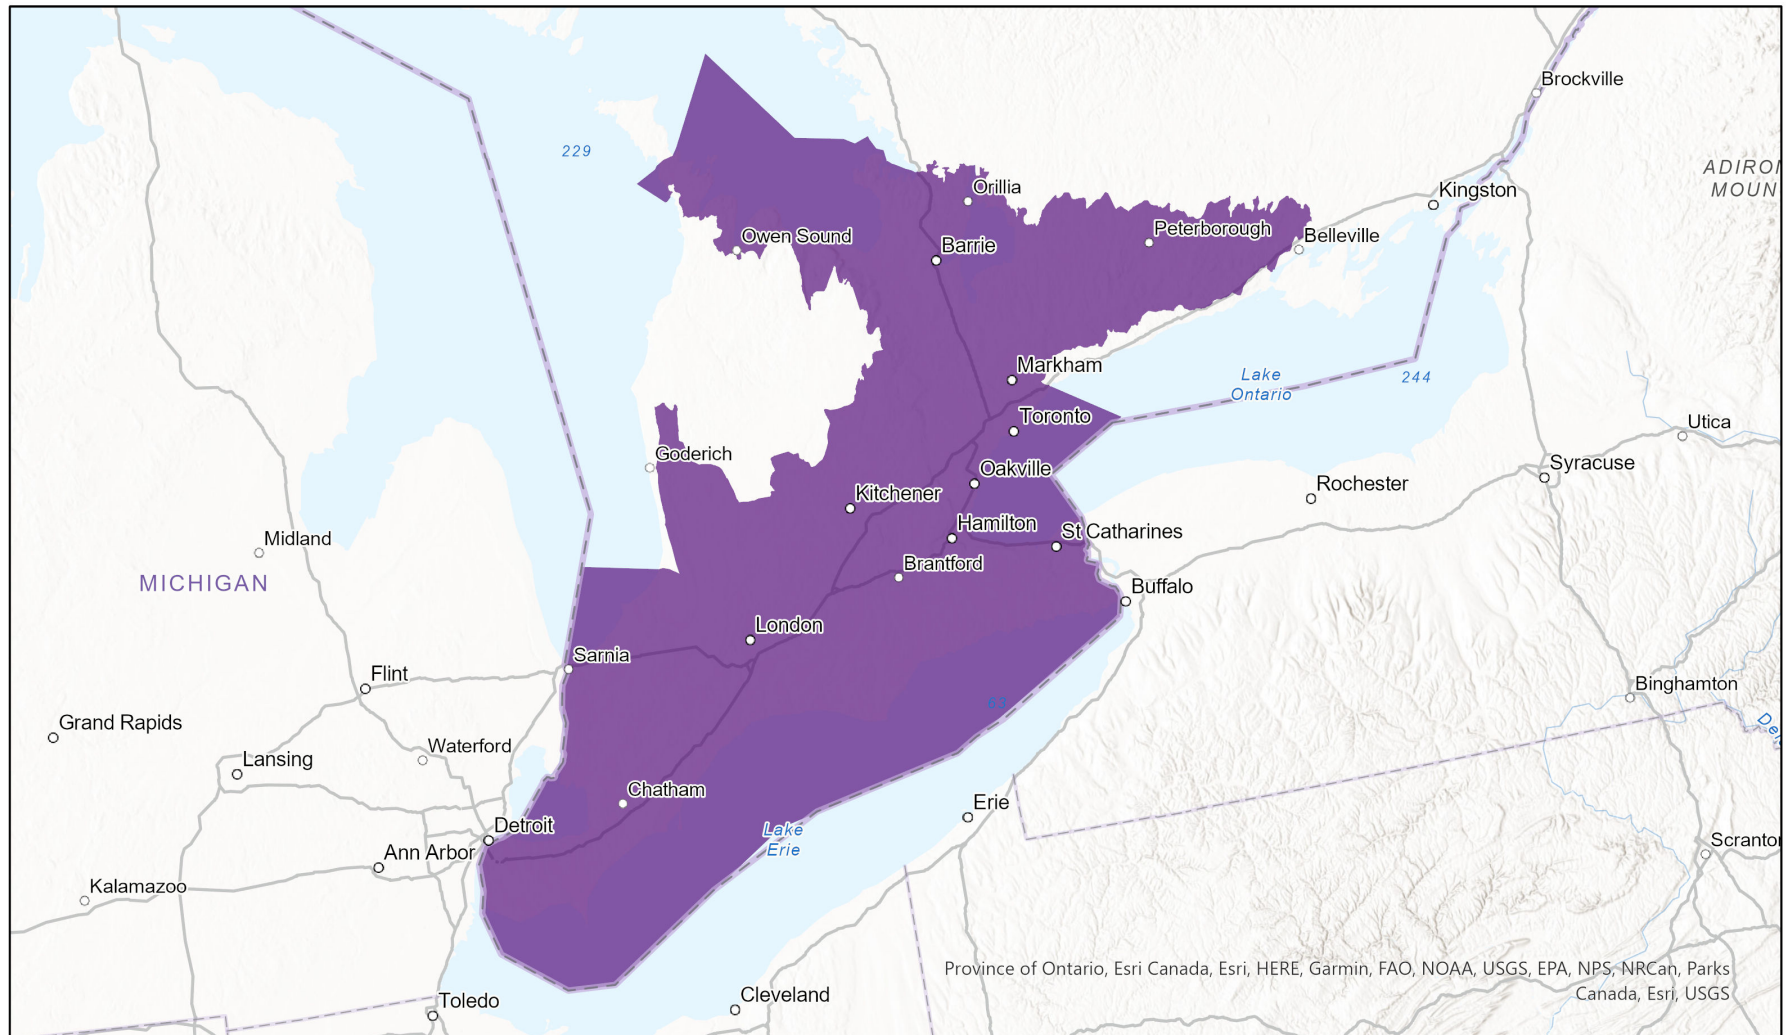 Brockville
229
ADIRON
MOUN
Orillia
Kingston
Owen Sound
Peterborough
Belleville
Barrie
Markham
Lake
Ontario
244
Toronto
Utica
Goderich
Oakville
Syracuse
Kitchener
Rochester
Hamilton
St Catharines
Midland
Brantford
MICHIGAN
Buffalo
London
Sarnia
Flint
Binghamton
63
Grand Rapids
Waterford
Lansing
Chatham
Erie
Detroit
Lake
Erie
Ann Arbor
Scranton
Kalamazoo
Province of Ontario, Esri Canada, Esri, HERE, Garmin, FAO, NOAA, USGS, EPA, NPS, NRCan, Parks
Canada, Esri, USGS
Cleveland
Toledo